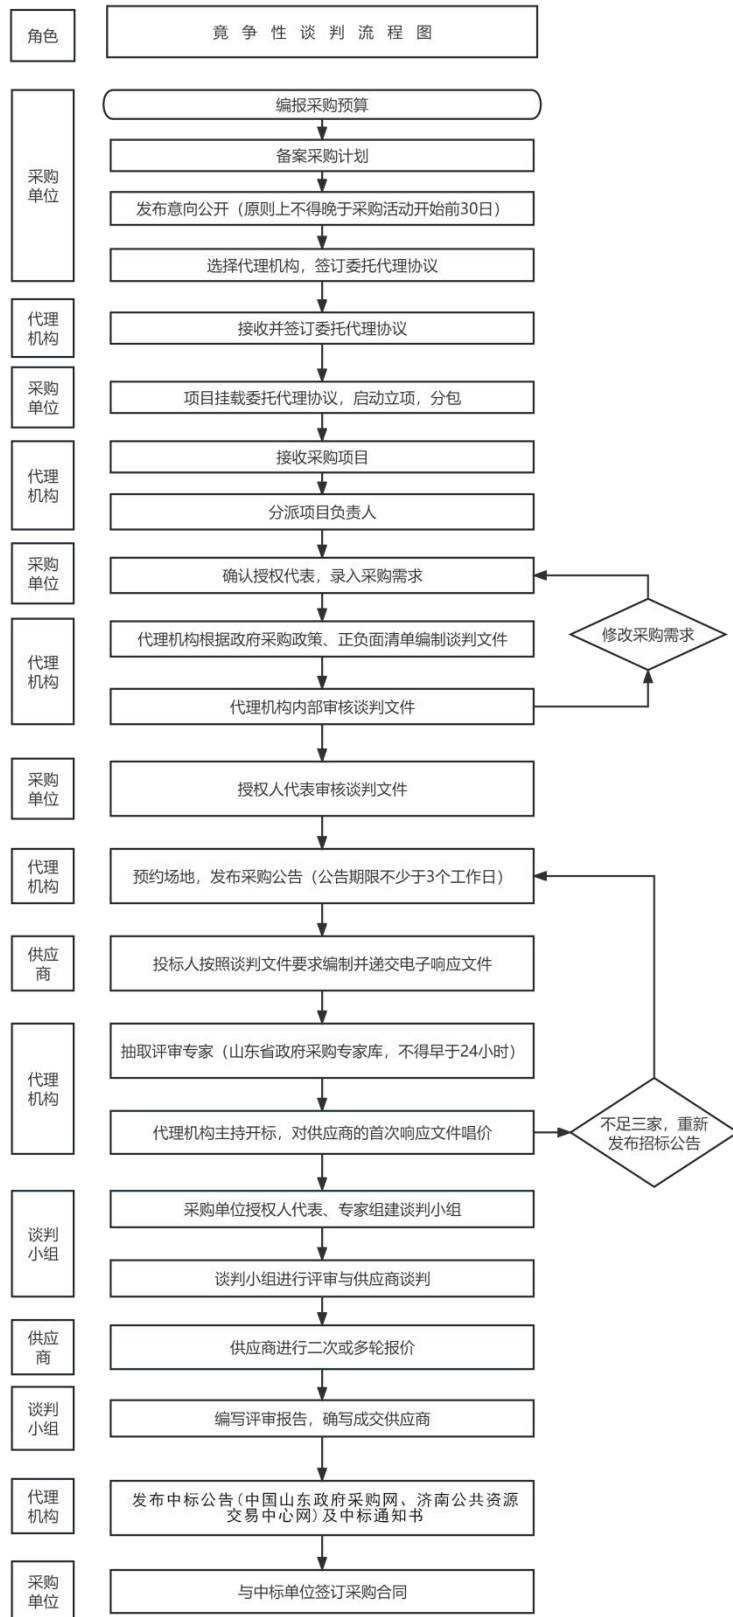 角色
竟争性谈判流程图
采购
单位
编报采购预算
备案采购计划
发布意向公开（原则上不得晚于采购活动开始前30日）
选择代理机构，签订委托代理协议
代理
机构
接收并签订委托代理协议
采购
单位
项目挂载委托代理协议，启动立项，分包
代理
机构
接收采购项目
分派项目负责人
采购
单位
确认授权代表，录入采购需求
修改采购需求
代理
机构
代理机构根据政府采购政策、正负面清单编制谈判文件
代理机构内部审核谈判文件
采购
单位
授权人代表审核谈判文件
代理
机构
预约场地，发布采购公告（公告期限不少于3个工作日）
供应
商
投标人按照谈判文件要求编制并递交电子响应文件
代理
机构
抽取评审专家（山东省政府采购专家库，不得早于24小时）
代理机构主持开标，对供应商的首次响应文件唱价
不足三家，重新
发布招标公告
谈判
小组
采购单位授权人代表、专家组建谈判小组
谈判小组进行评审与供应商谈判
供应
商
供应商进行二次或多轮报价
谈判
小组
编写评审报告，确写成交供应商
代理
机构
发布中标公告(中国山东政府采购网、济南公共资源
交易中心网)及中标通知书
采购
单位
与中标单位签订采购合同